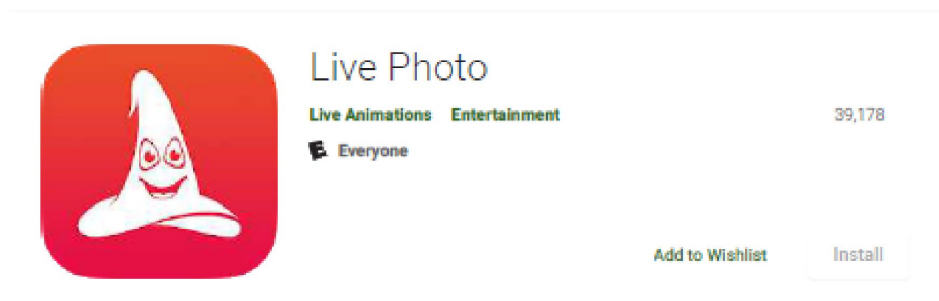 Live Photo
Live Animations Entertainment 39,178
E Everyone
Add to Wishlist Install